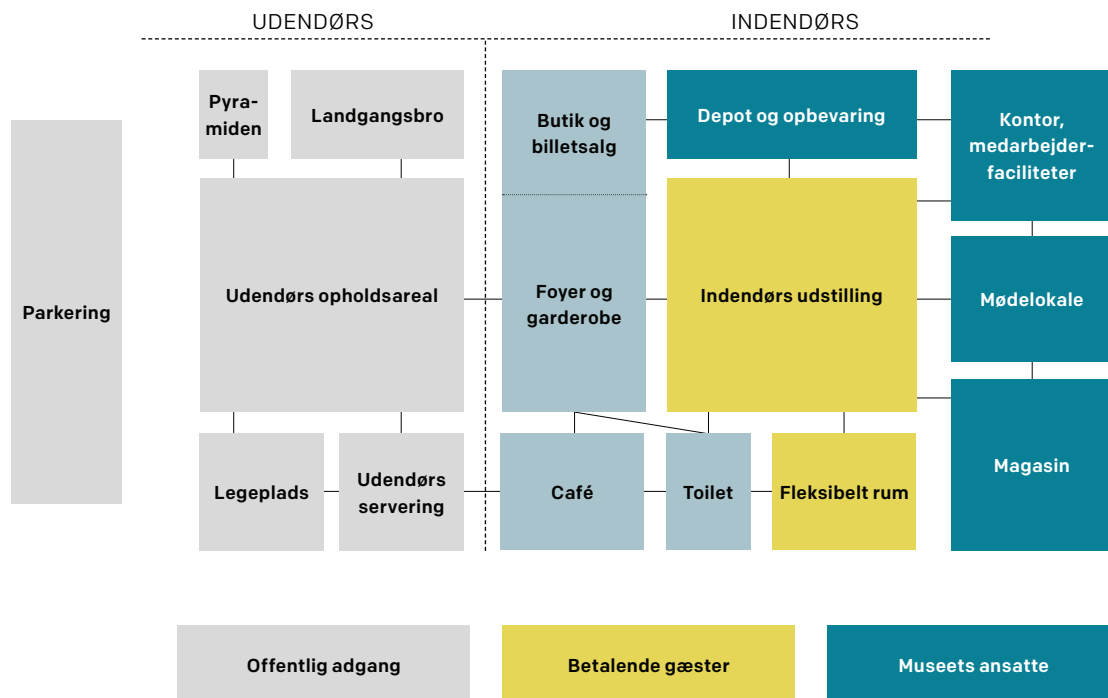 UDENDØRS
INDENDØRS
Pyra-
miden
Landgangsbro
Butik og
billetsalg
Depot og opbevaring
Kontor,
medarbejder-
faciliteter
Parkering
Udendørs opholdsareal
Foyer og
garderobe
Indendørs udstilling
Mødelokale
Legeplads
Udendørs
servering
Café
Toilet
Fleksibelt rum
Magasin
Offentlig adgang
Betalende gæster
Museets ansatte